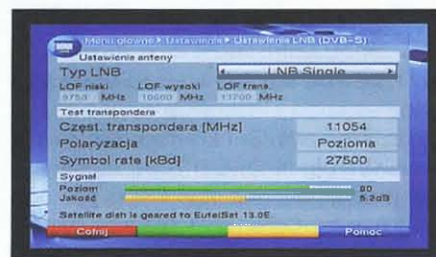 Menu główne▸ Ustawienia▸ Ustawienia LNB (DVB-S)
Ustawienie anteny
Typ LNB LNB Single
LOF niski LOF wysoki LOF trans.
9750 MHz 10600 MHz 11700 MHz
Test transpondera
Częst. transpondera [MHz] 11054
Polaryzacja Pozioma
Symbol rate [kBd] 27500
Sygnał
Poziom 80
Jakość 5.2dB
Satellite dish is geared to EutelSat 13.0E
Cofnij Pomoc